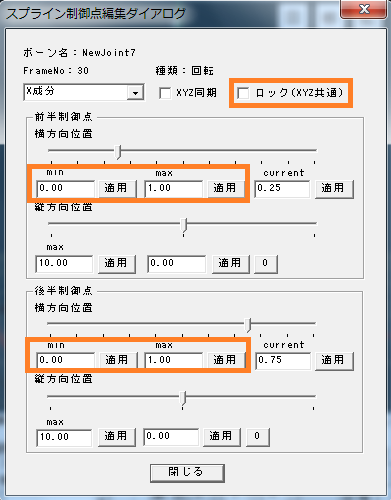 スプライン制御点編集ダイアログ
ボーン名：NewJoint7
FrameNo：30 種類：回転
X成分 XYZ同期 ロック(XYZ共通)
前半制御点
横方向位置
min max current
0.00 適用 1.00 適用 0.25 適用
縦方向位置
max
10.00 適用 0.00 適用 0
後半制御点
横方向位置
min max current
0.00 適用 1.00 適用 0.75 適用
縦方向位置
max
10.00 適用 0.00 適用 0
閉じる